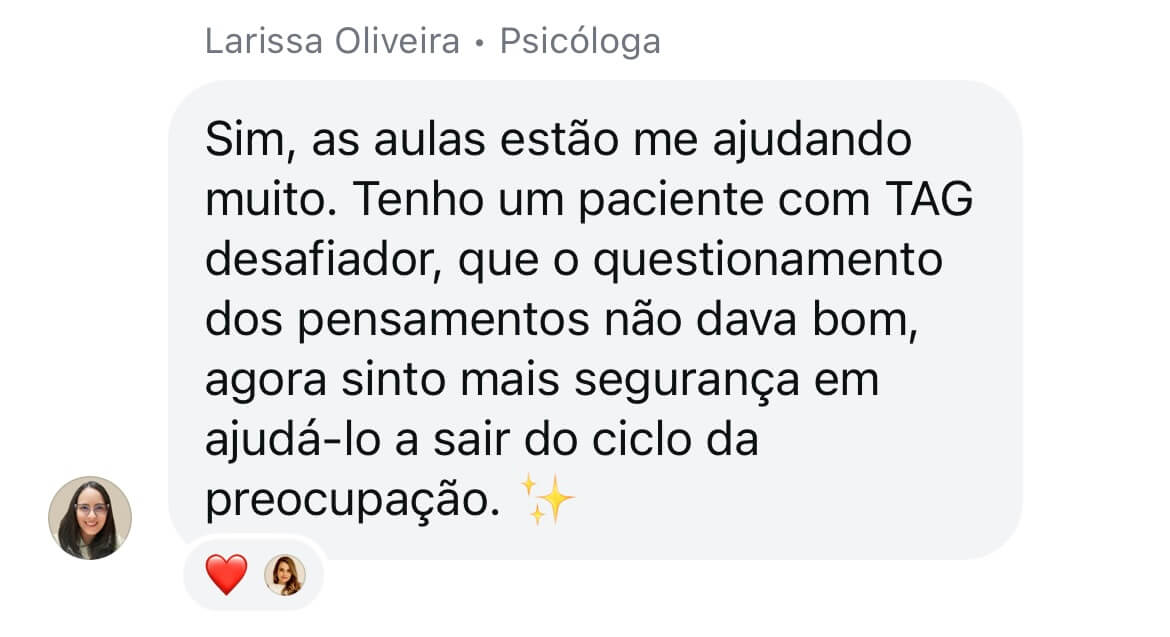 Larissa Oliveira • Psicóloga
Sim, as aulas estão me ajudando
muito. Tenho um paciente com TAG
desafiador, que o questionamento
dos pensamentos não dava bom,
agora sinto mais segurança em
ajudá-lo a sair do ciclo da
preocupação. ✨